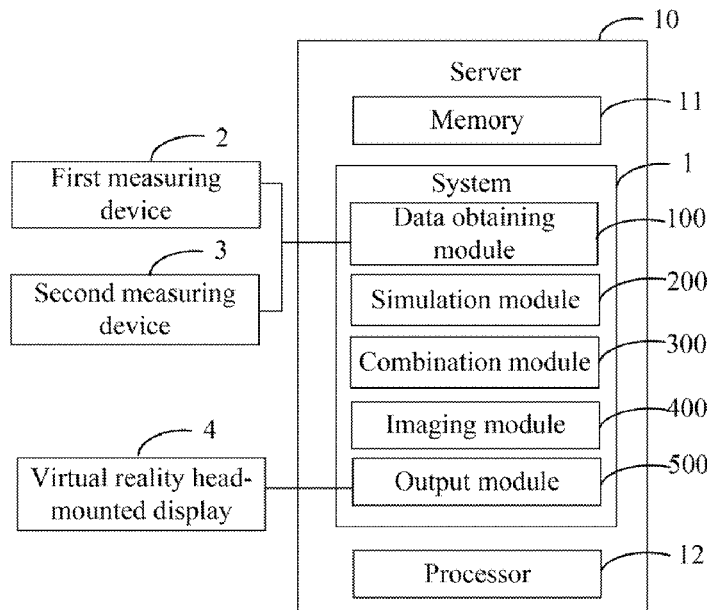 10
Server
11
Memory
2
First measuring
device
1
System
Data obtaining
module
100
3
Second measuring
device
Simulation module
200
Combination module
300
Imaging module
400
4
Virtual reality head-
mounted display
Output module
500
12
Processor